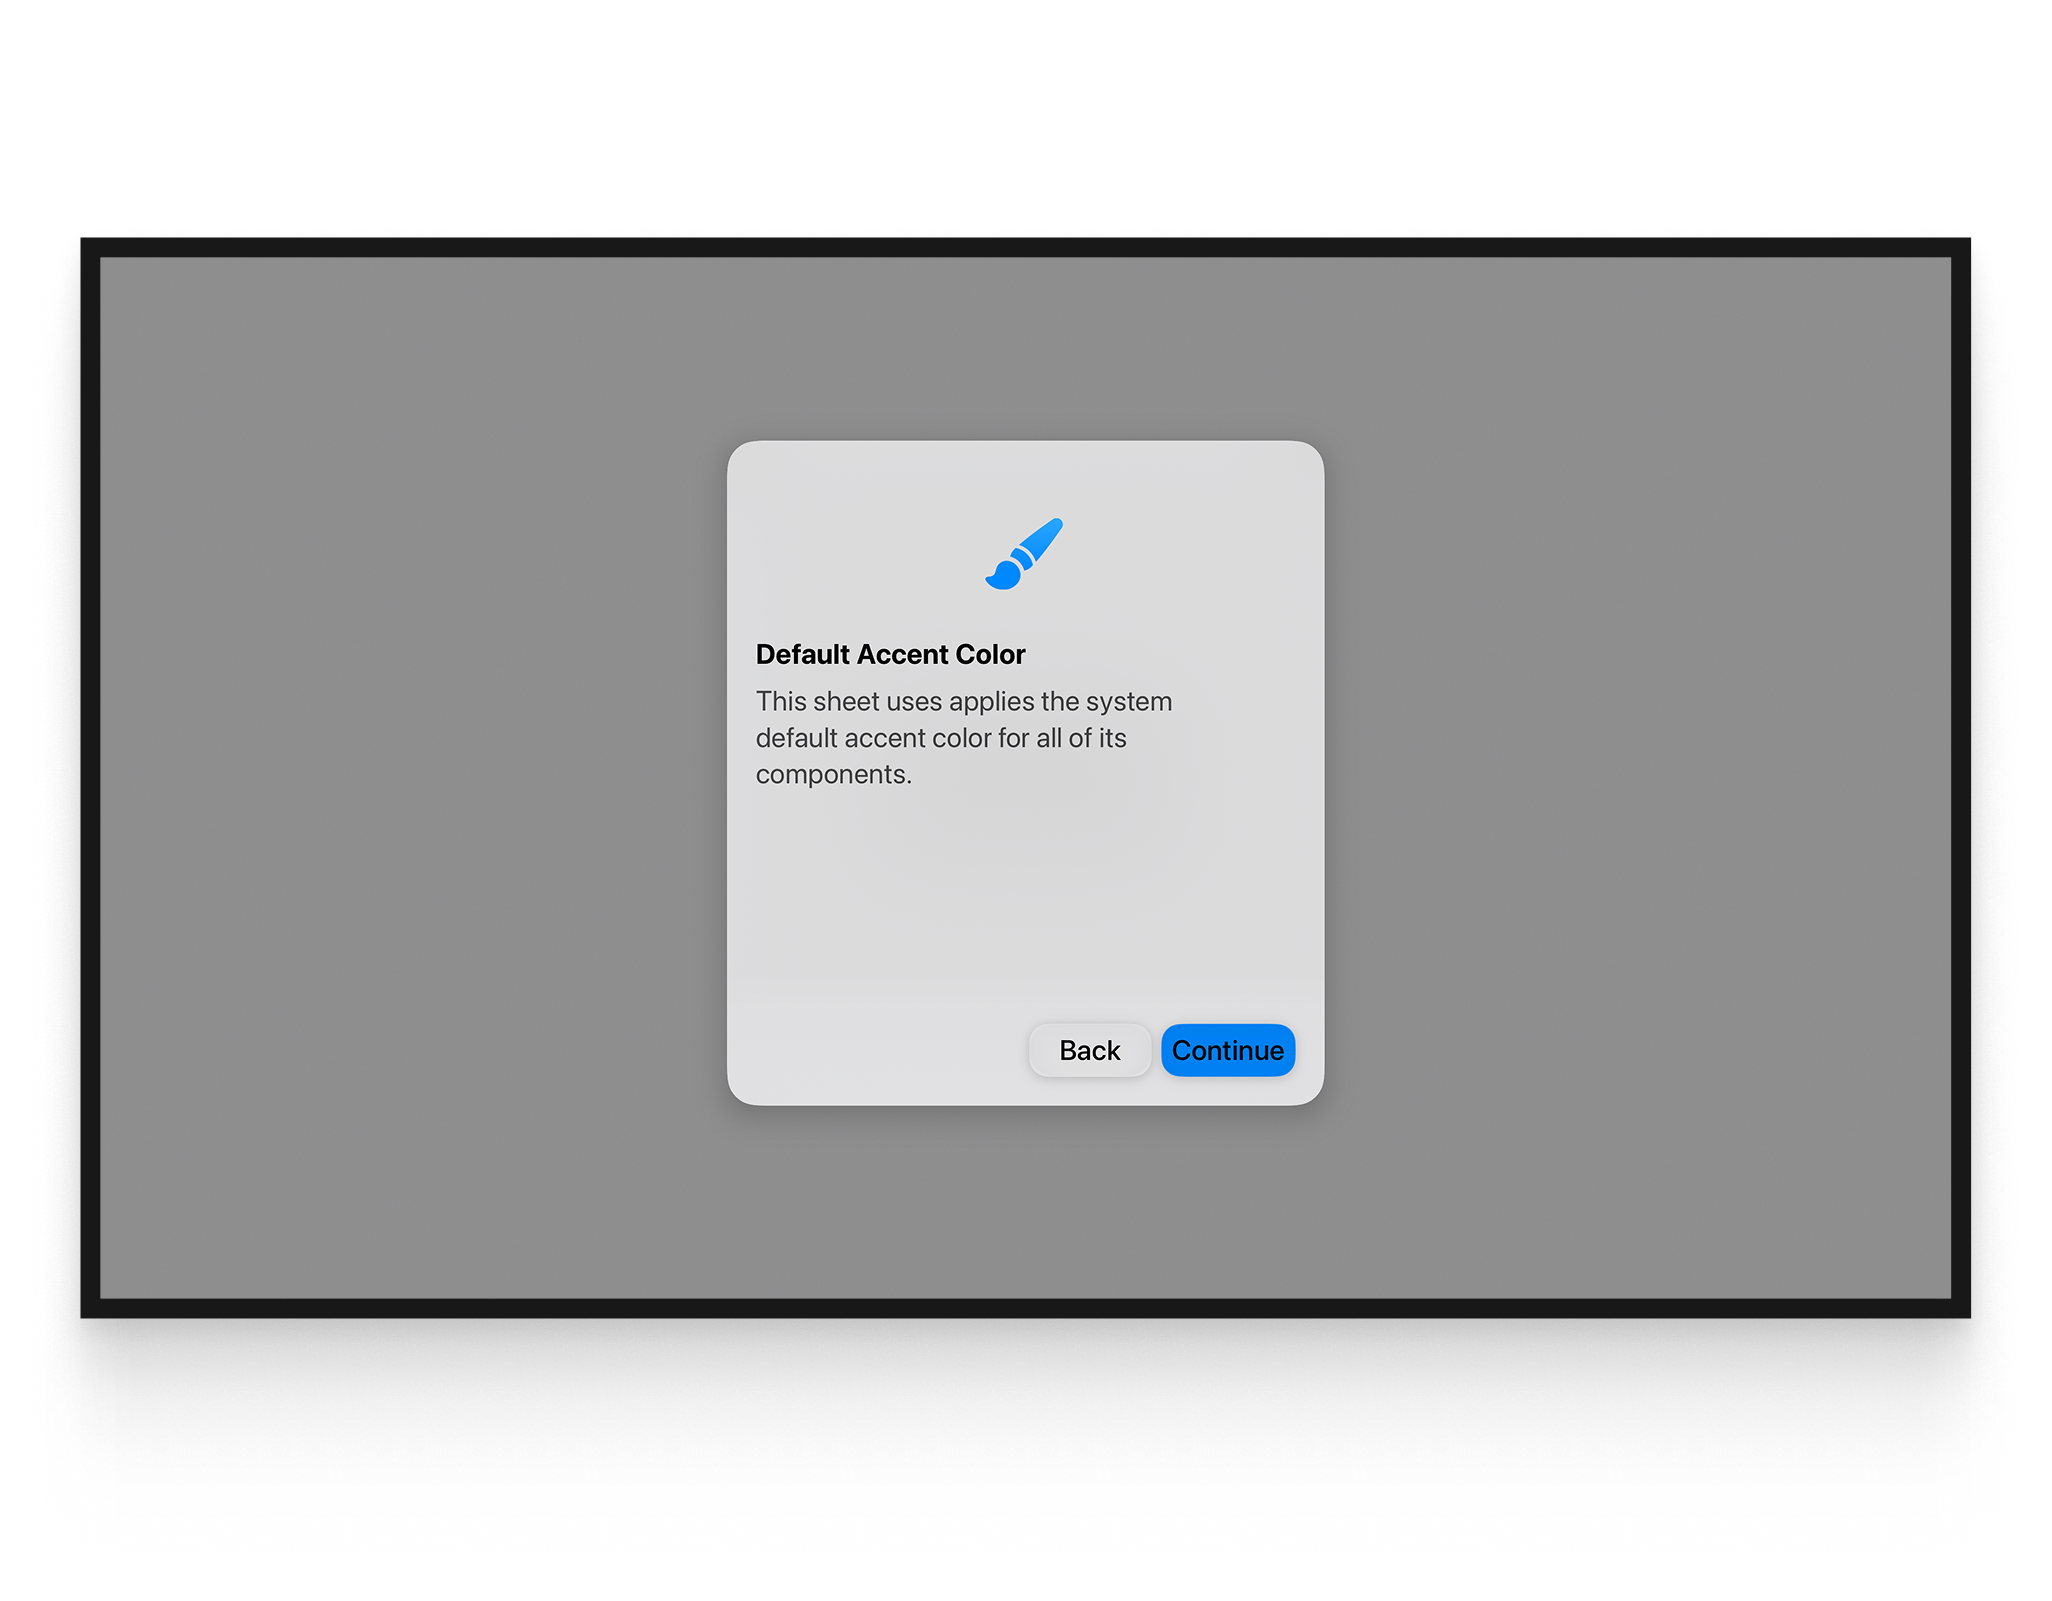 Default Accent Color
This sheet uses applies the system
default accent color for all of its
components.
Back
Continue